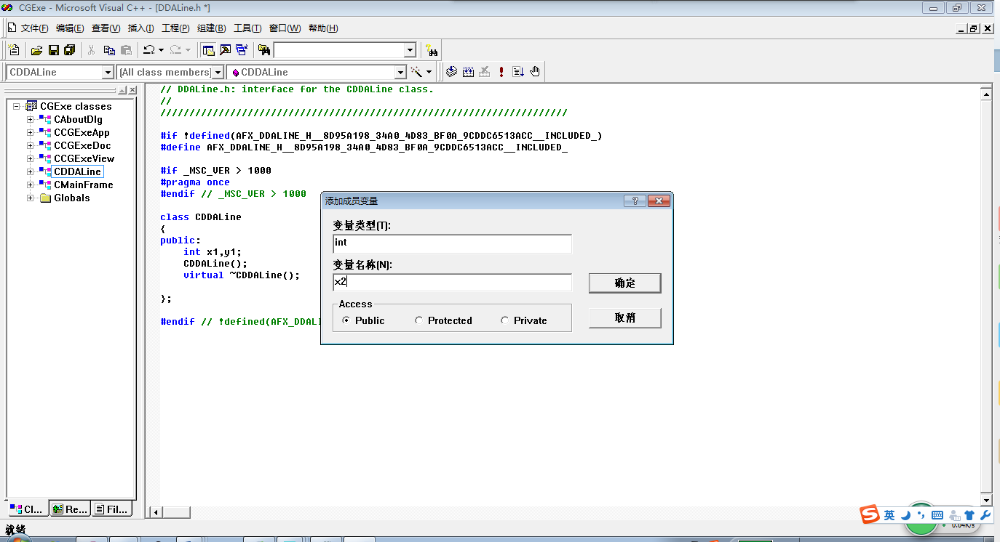 CGExe - Microsoft Visual C++ - [DDALine.h *]
文件(F) 编辑(E) 查看(V) 插入(I) 工程(P) 组建(B) 工具(T) 窗口(W) 帮助(H)
CDDALine [All class members] CDDALine
CGExe classes
CAboutDlg
CCGExeApp
CCGExeDoc
CCGExeView
CDDALine
CMainFrame
Globals
Cl... Re... Fil...
// DDALine.h: interface for the CDDALine class.
//
//////////////////////////////////////////////////////////////////////
#if !defined(AFX_DDALINE_H__8D95A198_34A0_4D83_BF0A_9CDDC6513ACC__INCLUDED_)
#define AFX_DDALINE_H__8D95A198_34A0_4D83_BF0A_9CDDC6513ACC__INCLUDED_
#if _MSC_VER > 1000
#pragma once
#endif // _MSC_VER > 1000
class CDDALine
{
public:
int x1,y1;
CDDALine();
virtual ~CDDALine();
};
#endif // !defined(AFX_DDALI
添加成员变量
变量类型(T):
int
变量名称(N):
x2
Access
Public Protected Private
确定
取消
就绪
S 英
0.04K/s